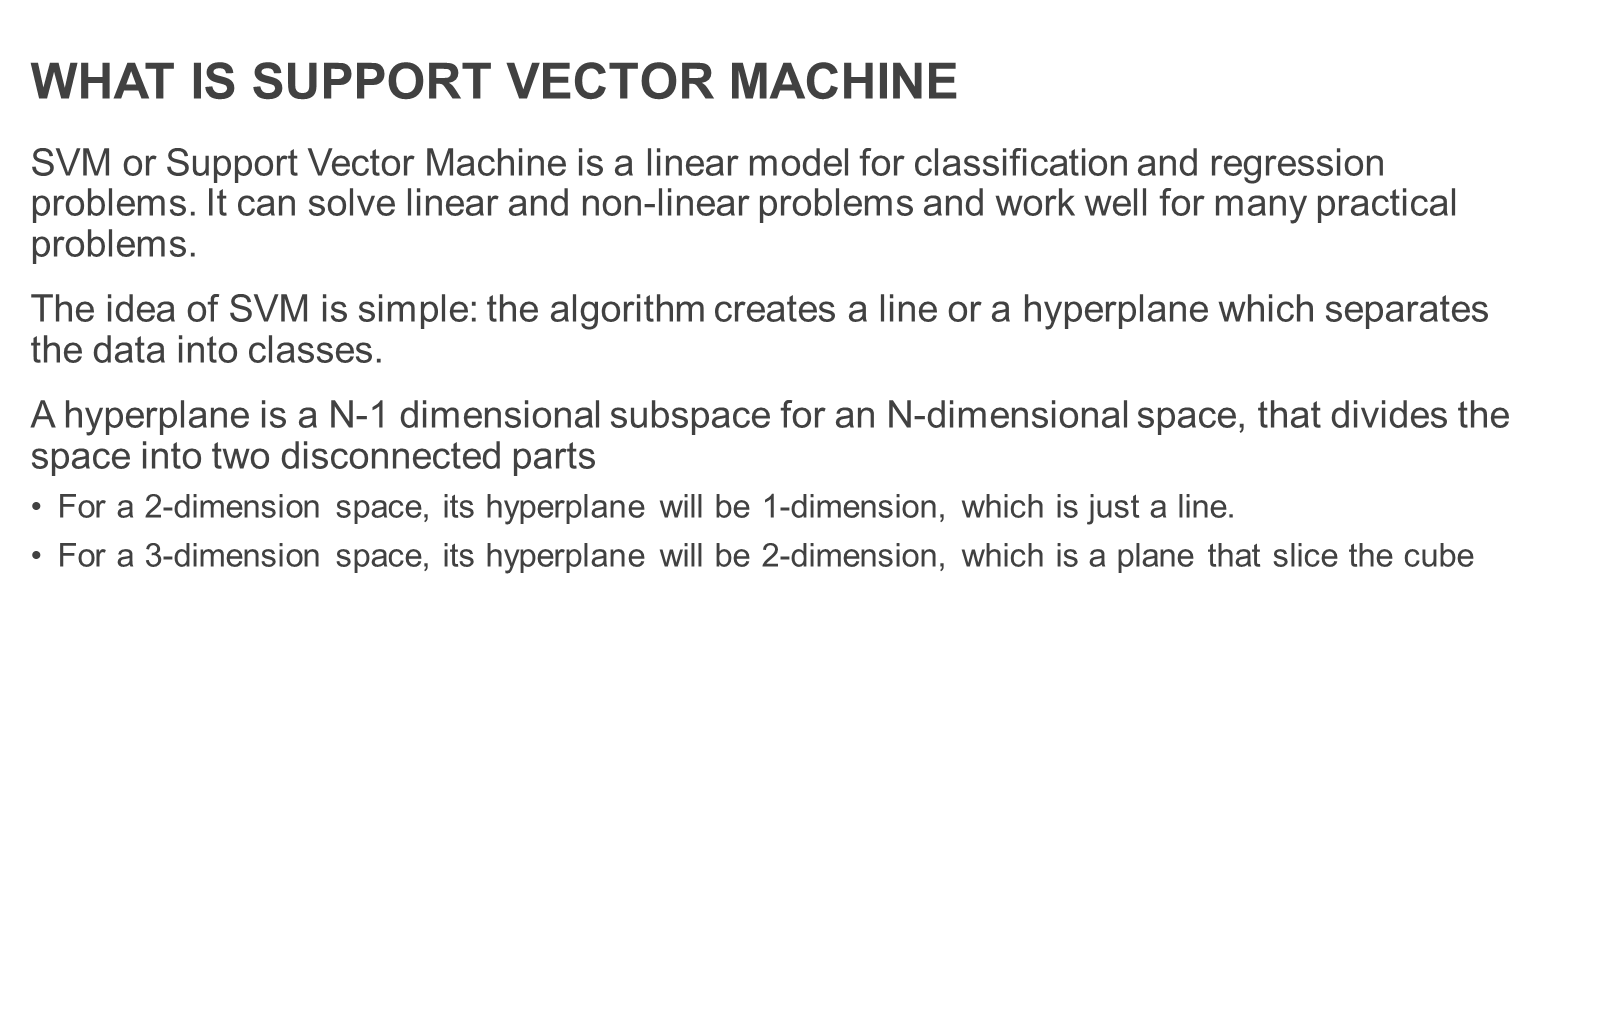 WHAT IS SUPPORT VECTOR MACHINE
SVM or Support Vector Machine is a linear model for classification and regression
problems. It can solve linear and non-linear problems and work well for many practical
problems.
The idea of SVM is simple: the algorithm creates a line or a hyperplane which separates
the data into classes.
A hyperplane is a N-1 dimensional subspace for an N-dimensional space, that divides the
space into two disconnected parts
• For a 2-dimension space, its hyperplane will be 1-dimension, which is just a line.
• For a 3-dimension space, its hyperplane will be 2-dimension, which is a plane that slice the cube